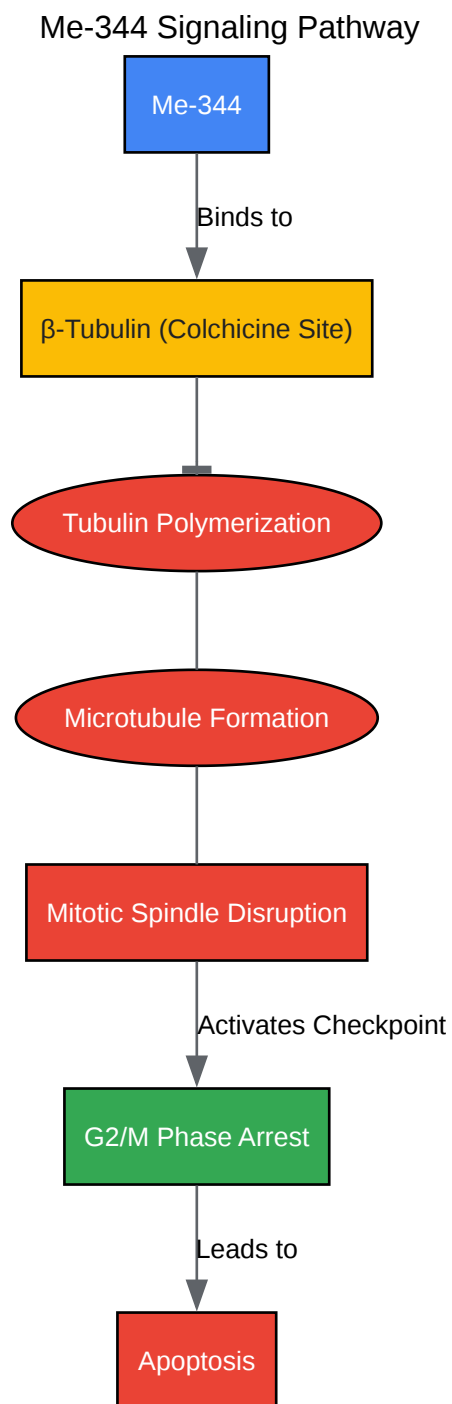 Me-344 Signaling Pathway
Me-344
Binds to
β-Tubulin (Colchicine Site)
Tubulin Polymerization
Microtubule Formation
Mitotic Spindle Disruption
Activates Checkpoint
G2/M Phase Arrest
Leads to
Apoptosis